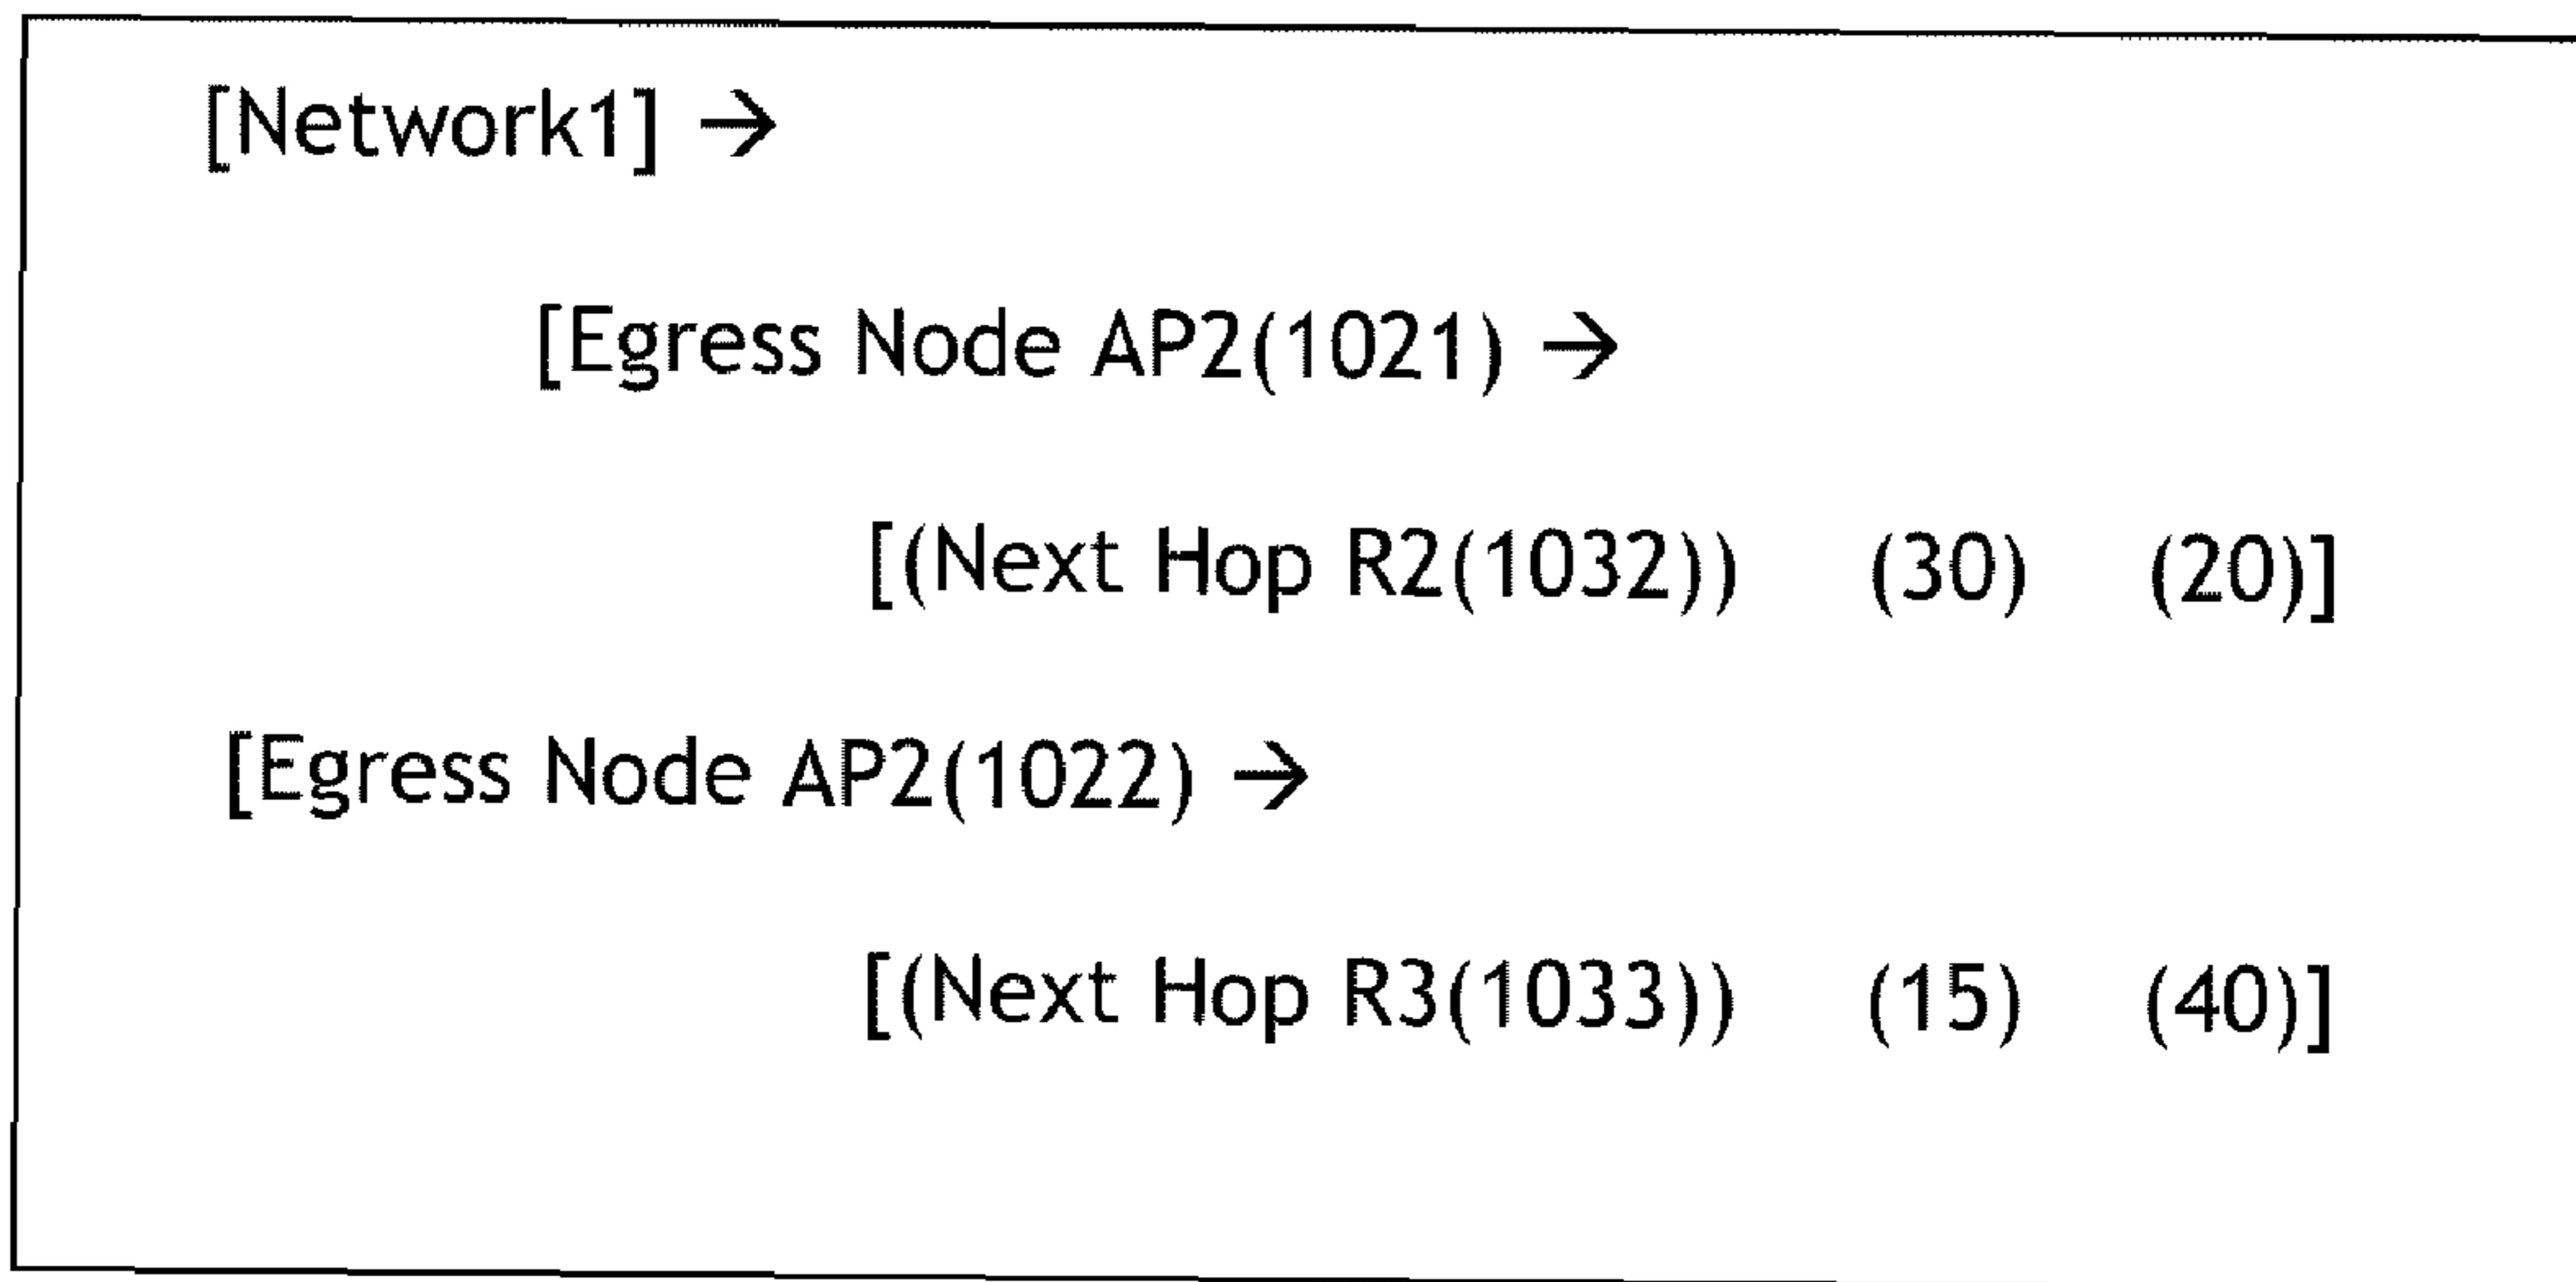 [Network1] →
[Egress Node AP2(1021) →
[(Next Hop R2(1032)) (30) (20)]
[Egress Node AP2(1022) →
[(Next Hop R3(1033)) (15) (40)]